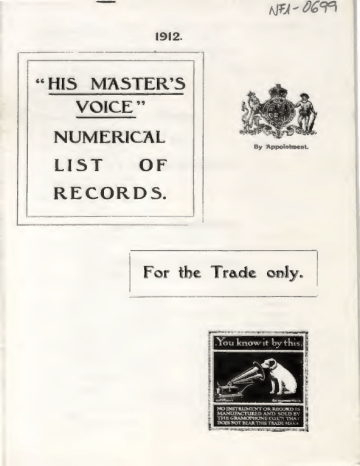 NFA-0699
1912.
"HIS MASTER'S
VOICE"
NUMERICAL
LIST OF
RECORDS.
By Appointment.
For the Trade only.
You know it by this.
NO INSTRUMENT OR RECORD IS
MANUFACTURED AND SOLD BY
THE GRAMOPHONE CO LTD THAT
DOES NOT BEAR THIS TRADE MARK